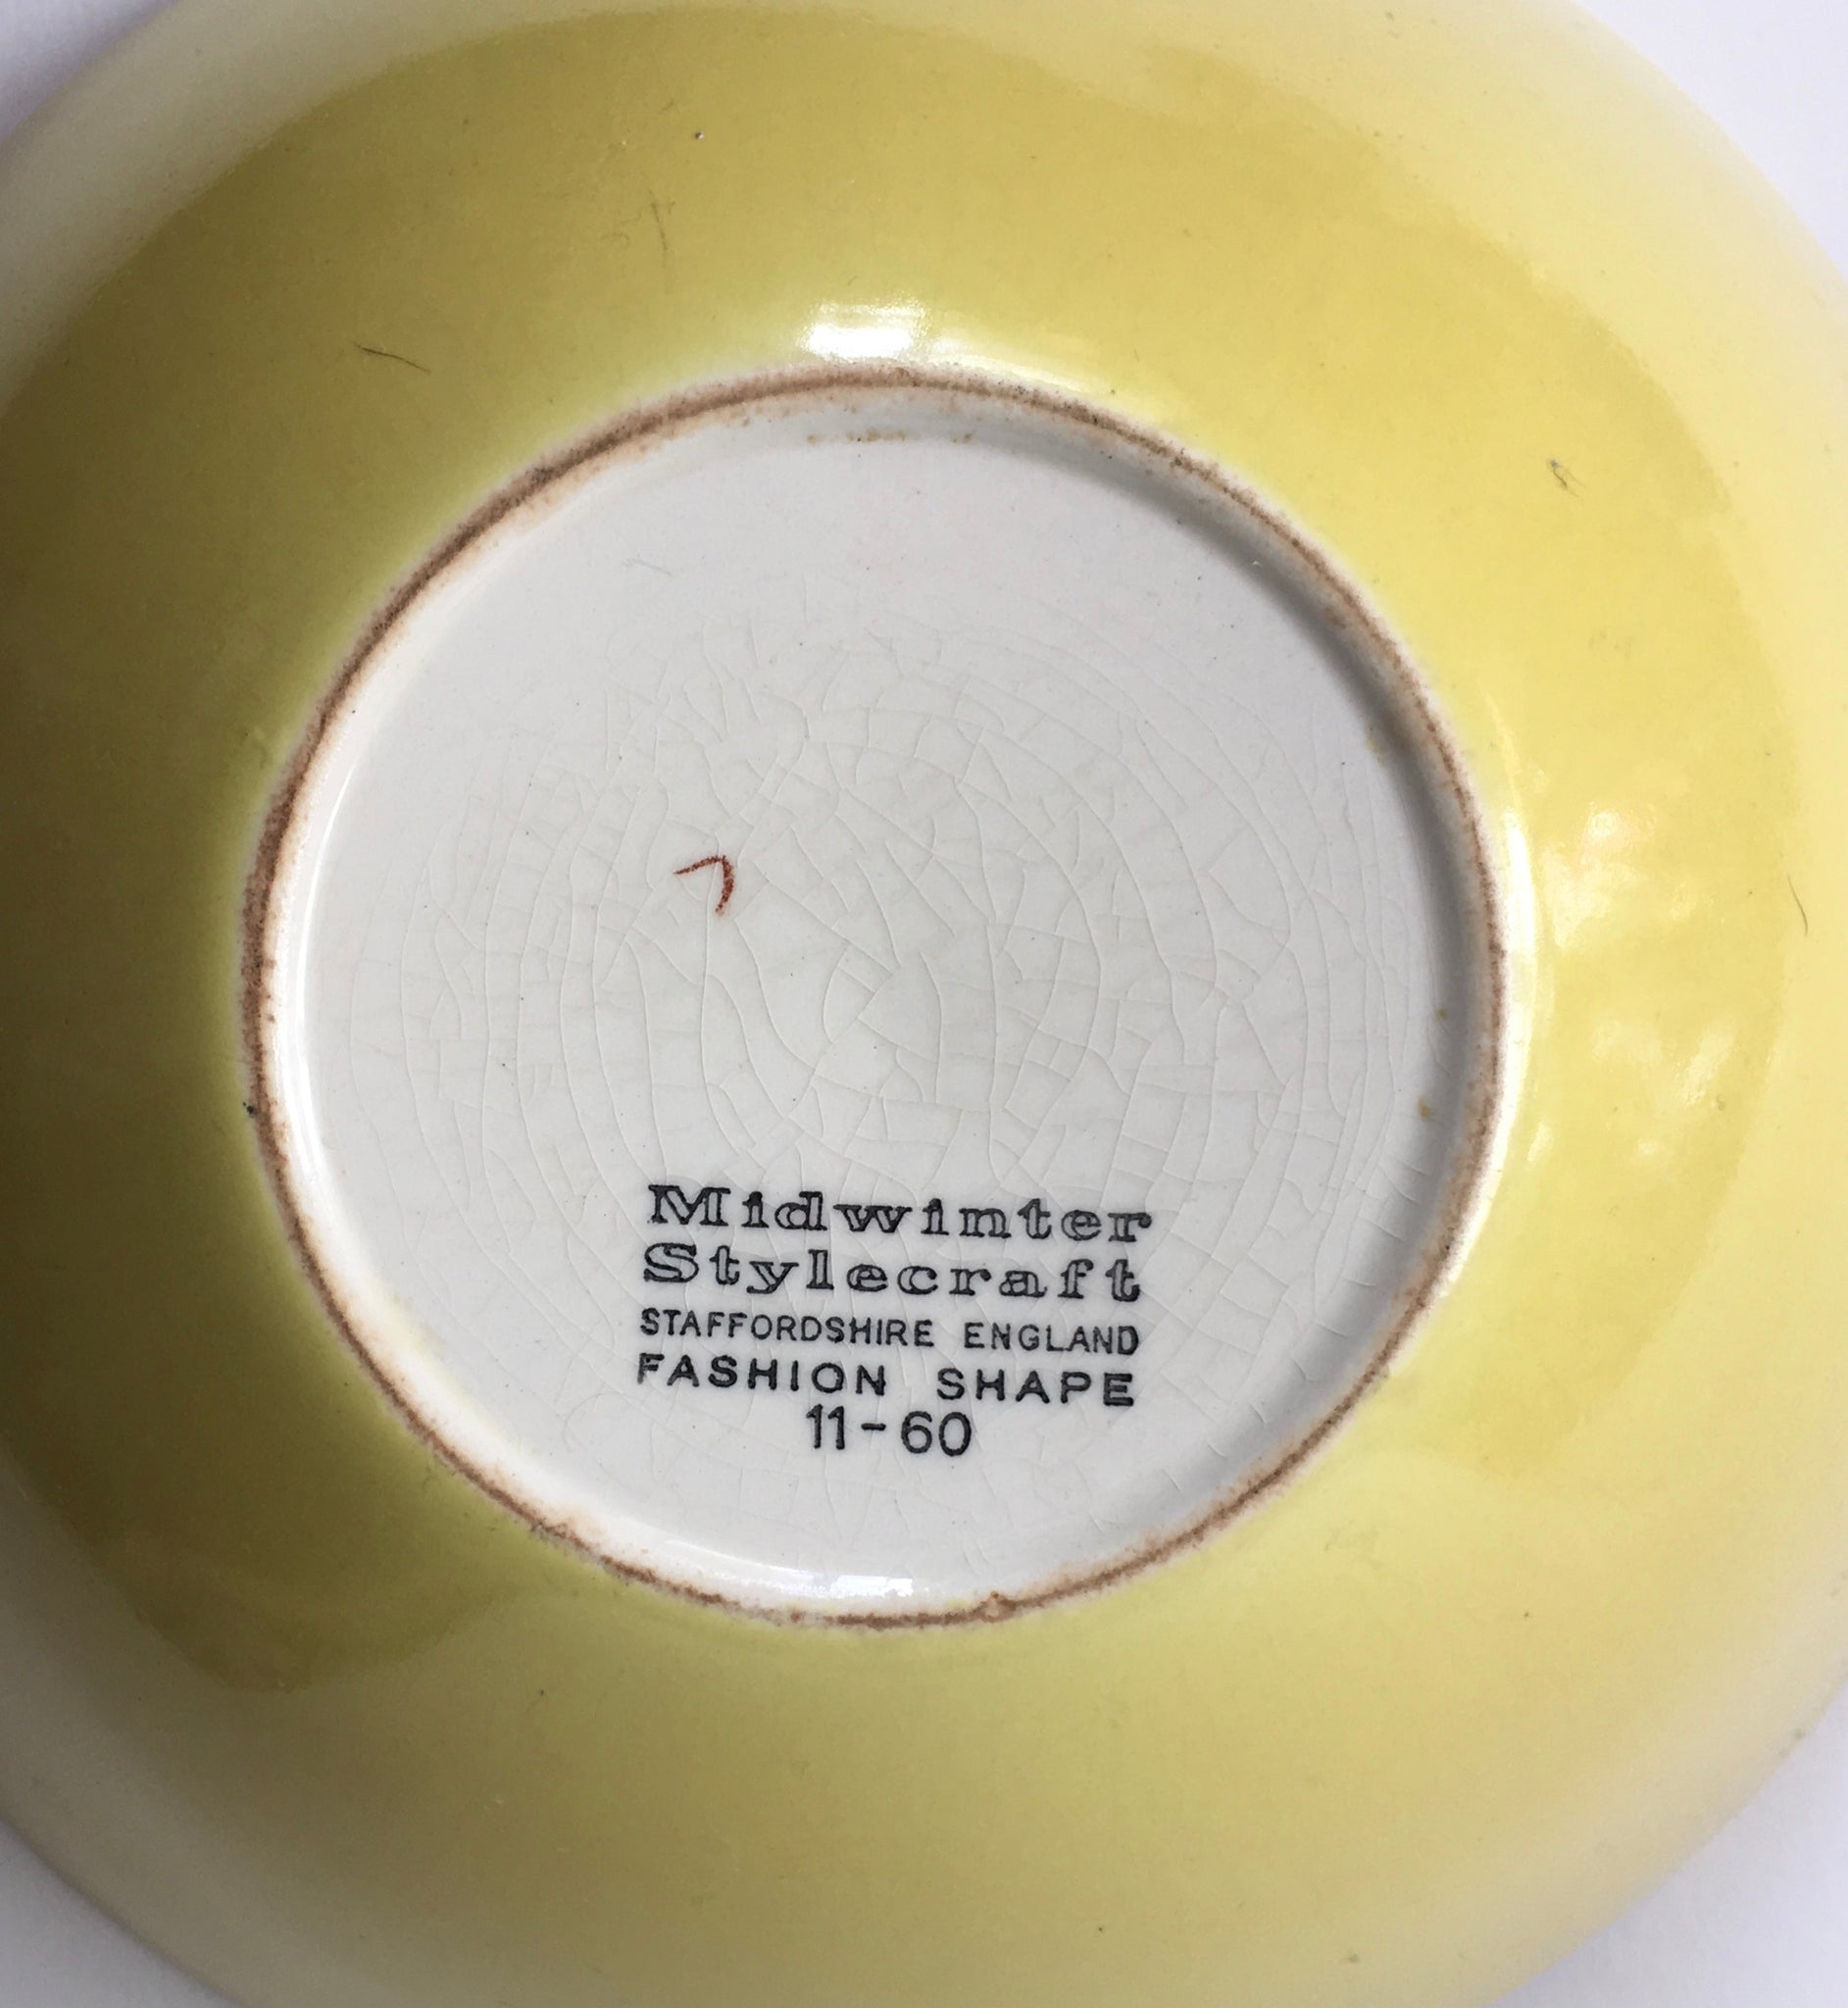 Midwinter
Stylecraft
STAFFORDSHIRE ENGLAND
FASHION SHAPE
11-60